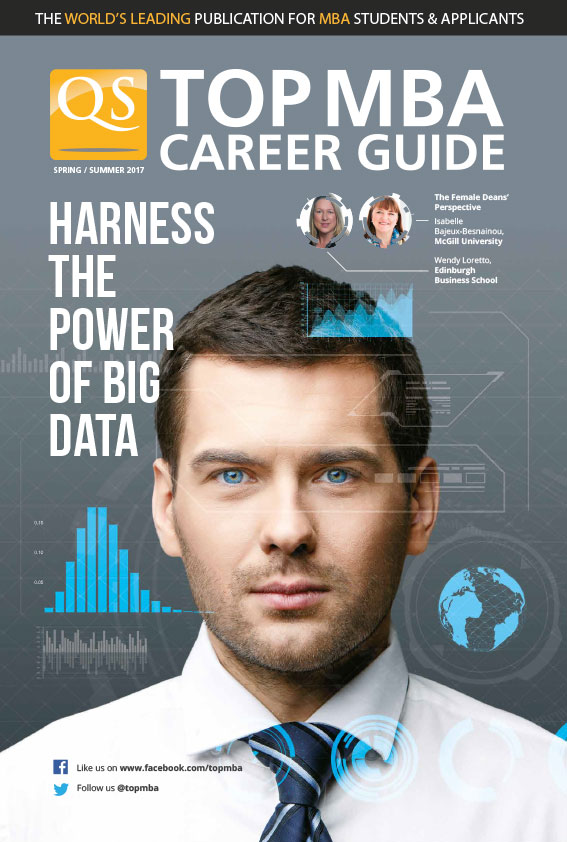 THE WORLD'S LEADING PUBLICATION FOR MBA STUDENTS & APPLICANTS
QS
SPRING / SUMMER 2017
TOP MBA
CAREER GUIDE
HARNESS
THE
POWER
OF BIG
DATA
The Female Deans'
Perspective
Isabelle
Bajeux-Besnainou,
McGill University
Wendy Loretto,
Edinburgh
Business School
0.15
0.10
0.05
Like us on www.facebook.com/topmba
Follow us @topmba